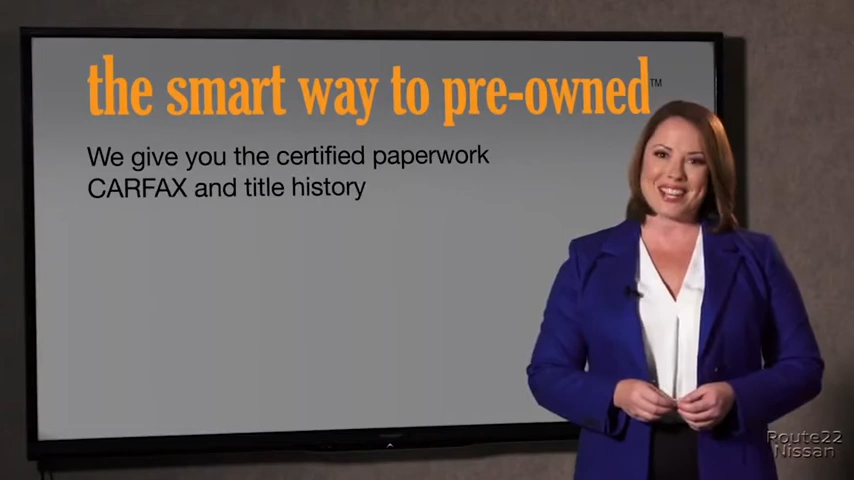 the smart way to pre-owned™
We give you the certified paperwork
CARFAX and title history
Route22
Nissan